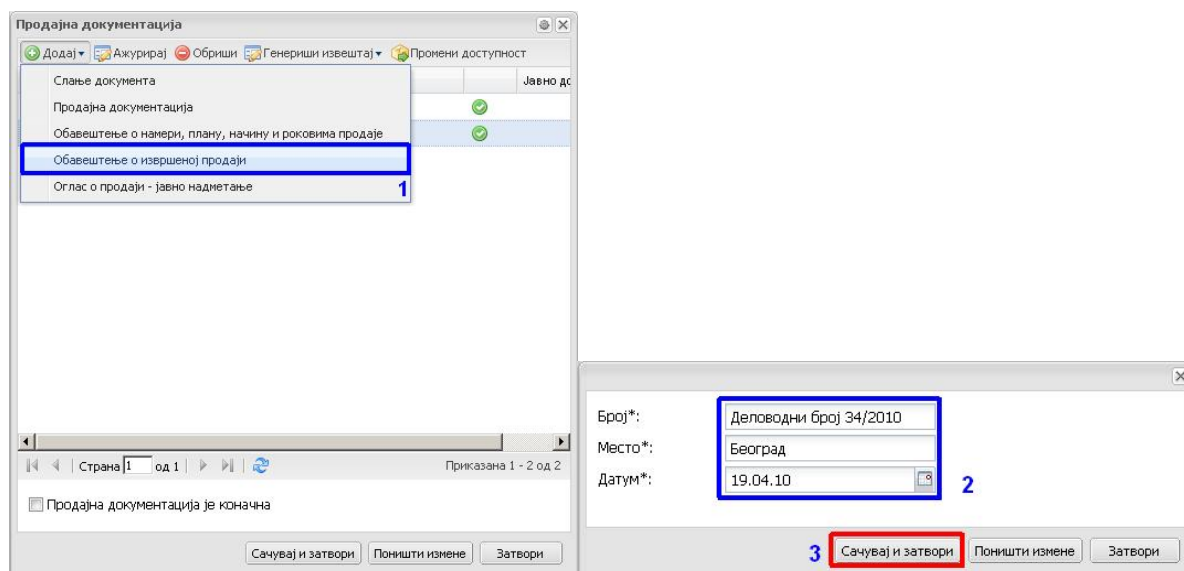 Продајна документација
Додај Ажурирај Обриши Генериши извештај Промени доступност
Јавно до
Слање документа
Продајна документација
Обавештење о намери, плану, начину и роковима продаје
Обавештење о извршеној продаји
Оглас о продаји - јавно надметање
1
Страна 1 од 1
Приказана 1 - 2 од 2
Продајна документација је коначна
Сачувај и затвори Поништи измене Затвори
Број*: Деловодни број 34/2010
Место*: Београд
Датум*: 19.04.10
2
3 Сачувај и затвори Поништи измене Затвори